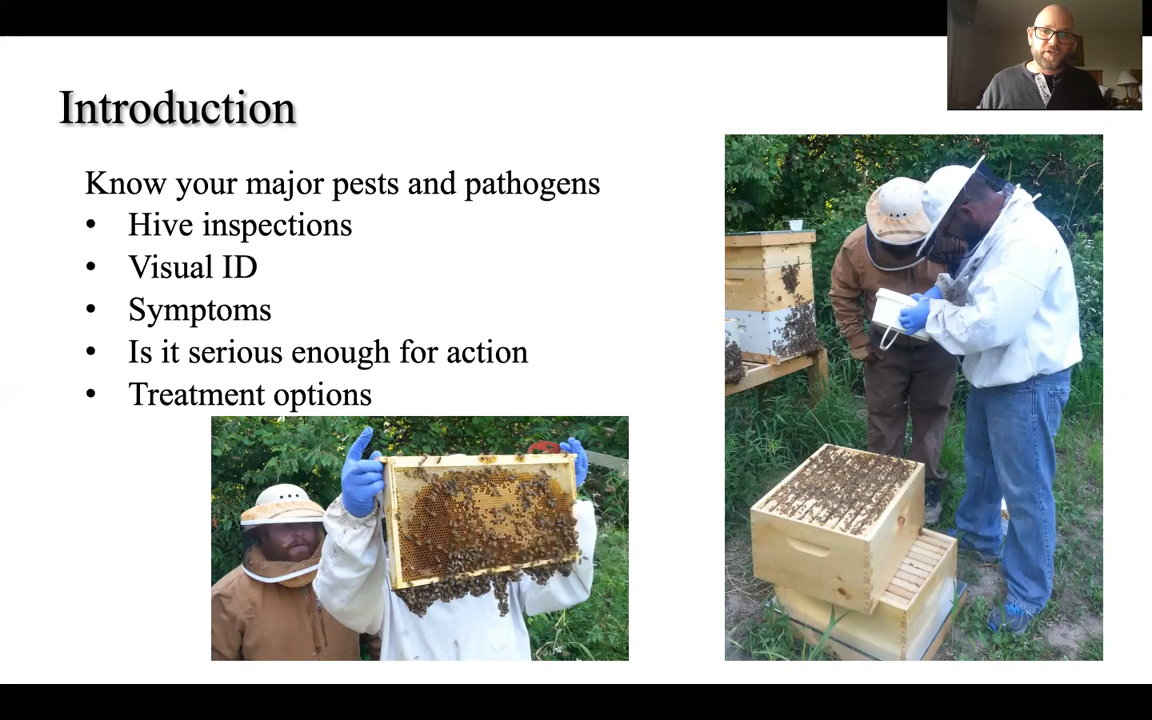 Introduction
Know your major pests and pathogens
• Hive inspections
• Visual ID
• Symptoms
• Is it serious enough for action
• Treatment options